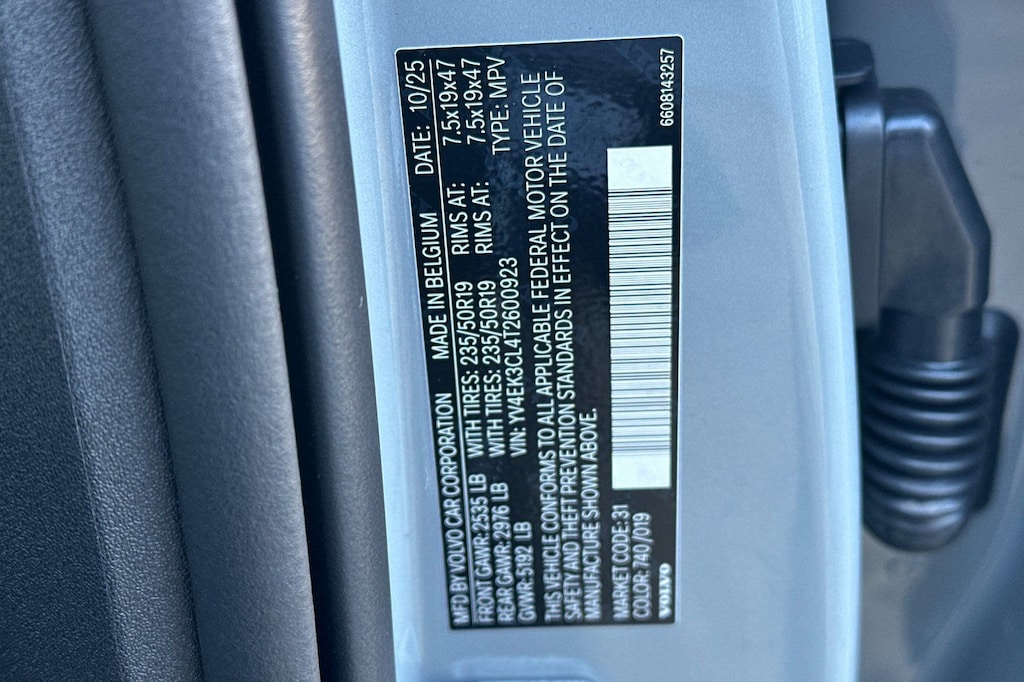 MFD BY VOLVO CAR CORPORATION MADE IN BELGIUM DATE: 10/25
FRONT GAWR: 2535 LB WITH TIRES: 235/50R19 RIMS AT: 7.5x19x47
REAR GAWR: 2976 LB WITH TIRES: 235/50R19 RIMS AT: 7.5x19x47
GVWR: 5192 LB VIN: YV4EK3CL4T2600923 TYPE: MPV
THIS VEHICLE CONFORMS TO ALL APPLICABLE FEDERAL MOTOR VEHICLE
SAFETY AND THEFT PREVENTION STANDARDS IN EFFECT ON THE DATE OF
MANUFACTURE SHOWN ABOVE.
MARKET CODE: 31
COLOR: 740/019
VOLVO 6608143257